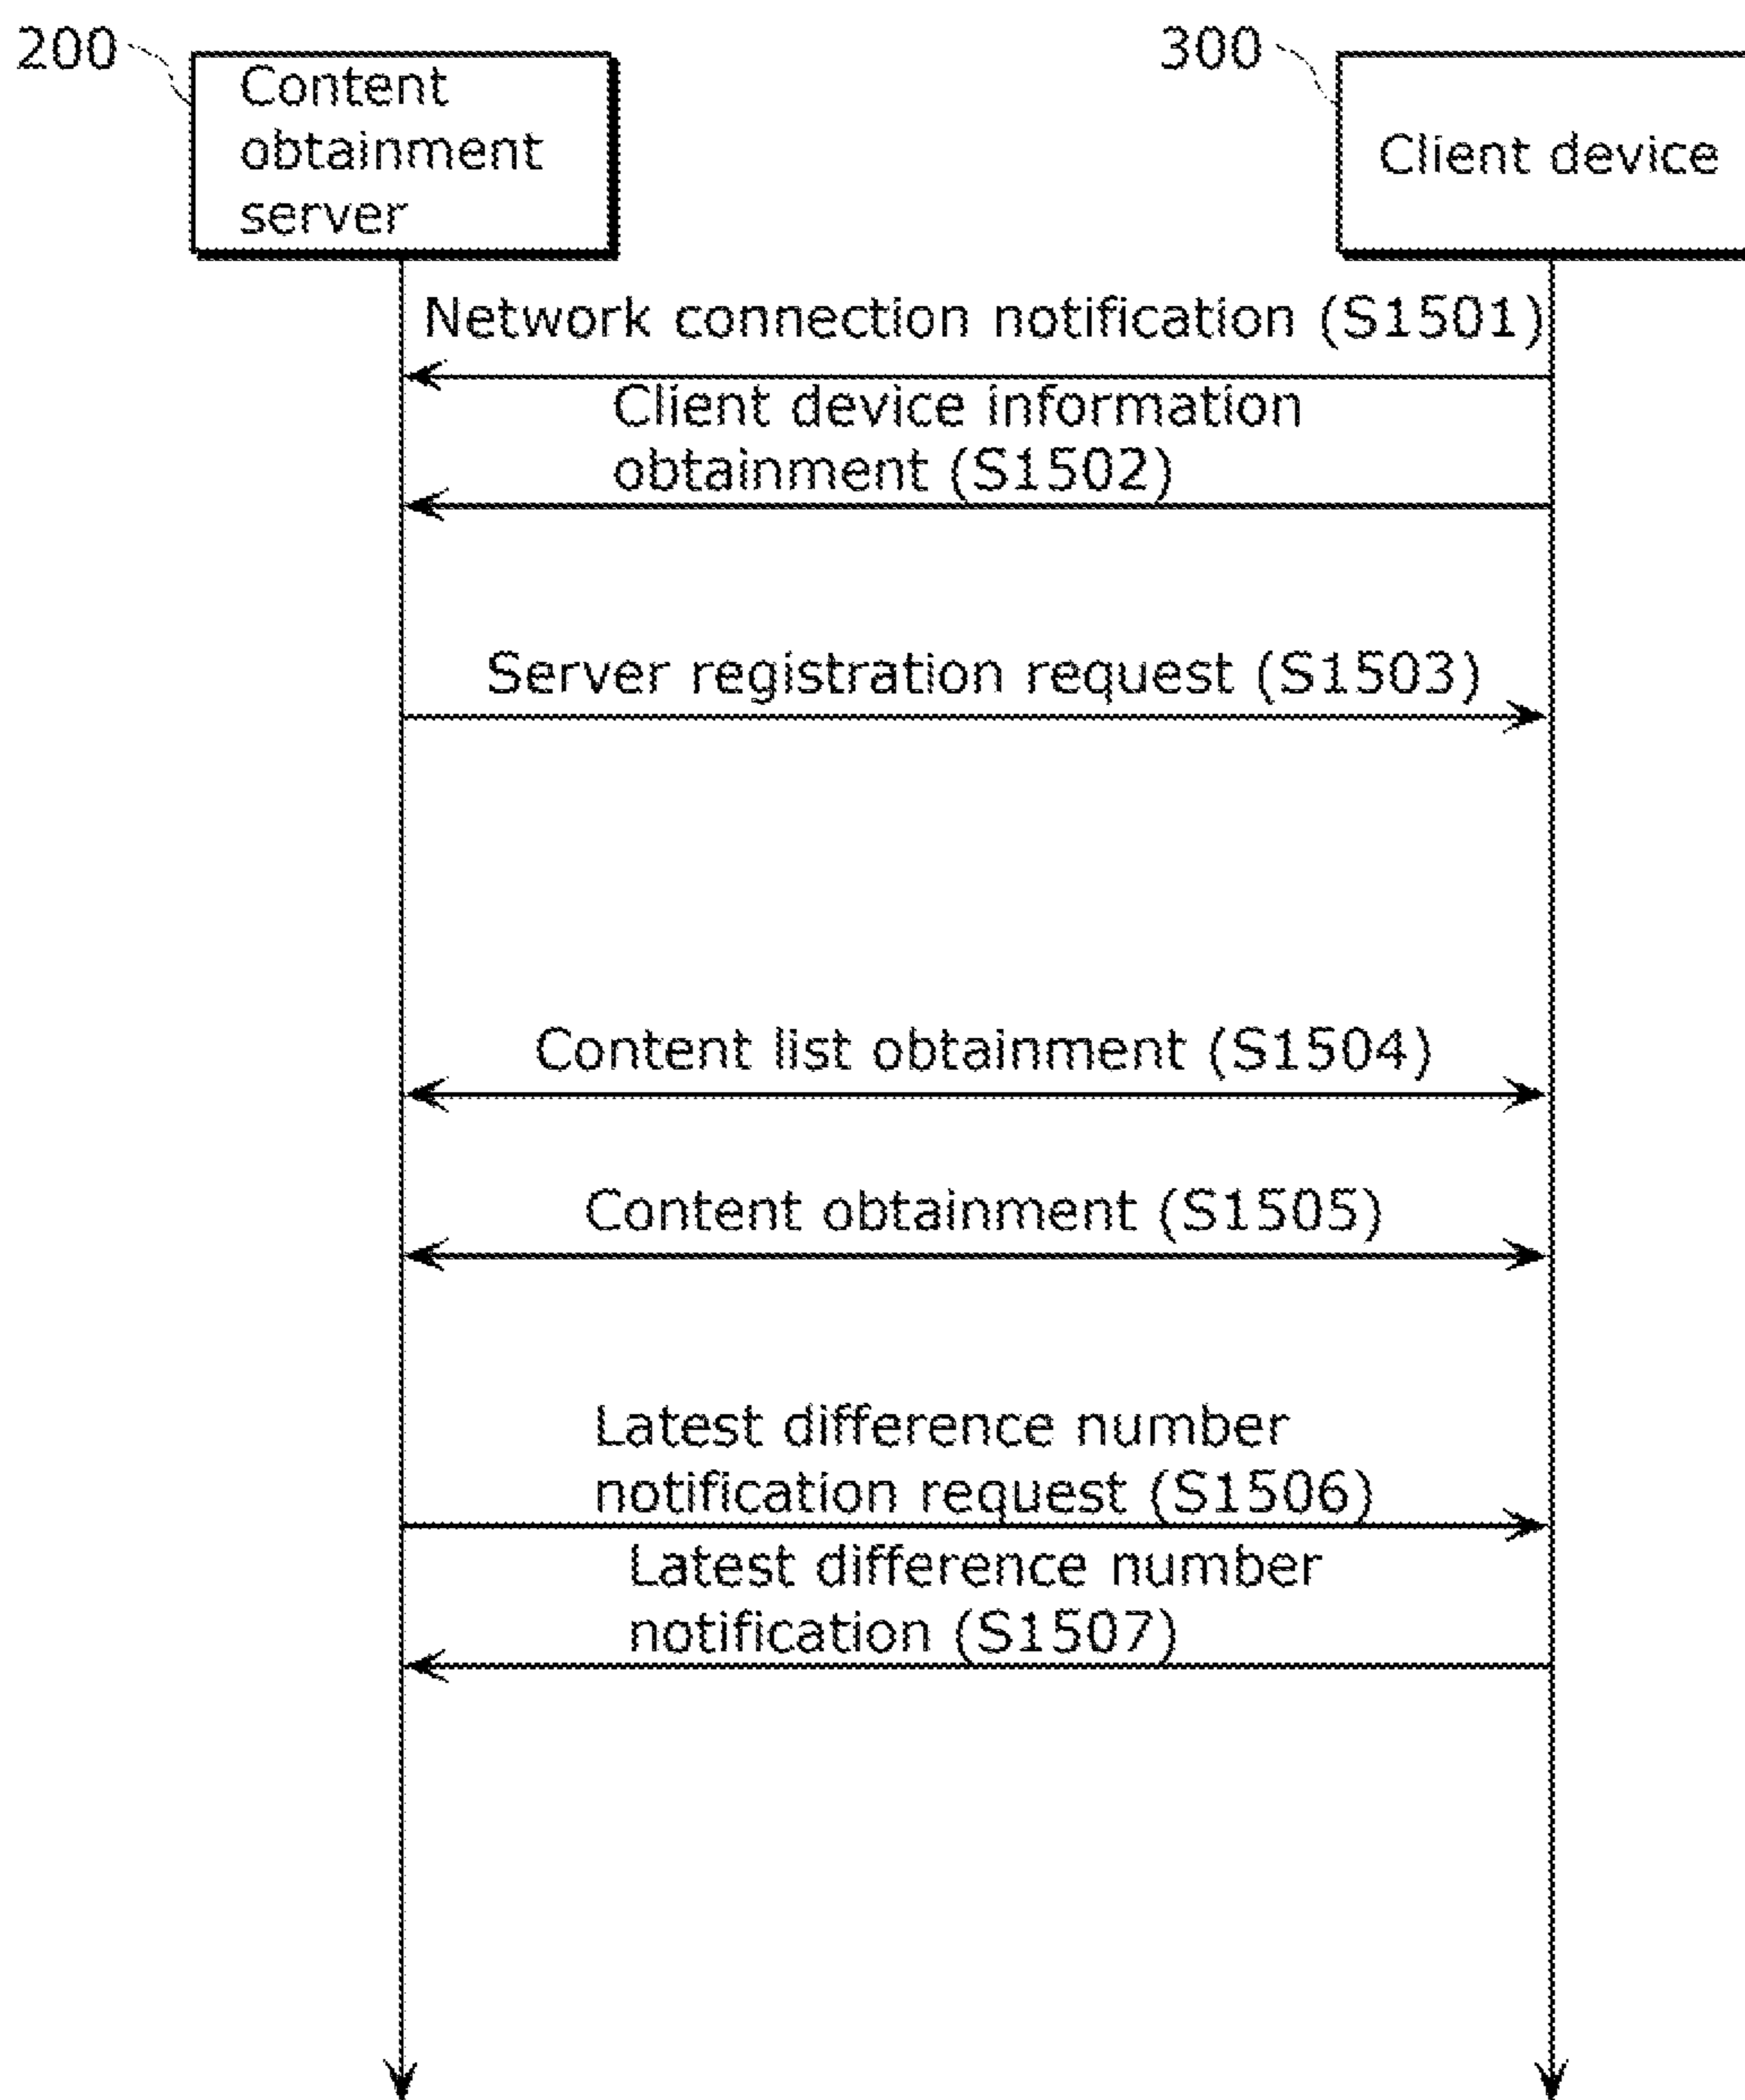 200
Content
obtainment
server
300
Client device
Network connection notification (S1501)
Client device information
obtainment (S1502)
Server registration request (S1503)
Content list obtainment (S1504)
Content obtainment (S1505)
Latest difference number
notification request (S1506)
Latest difference number
notification (S1507)